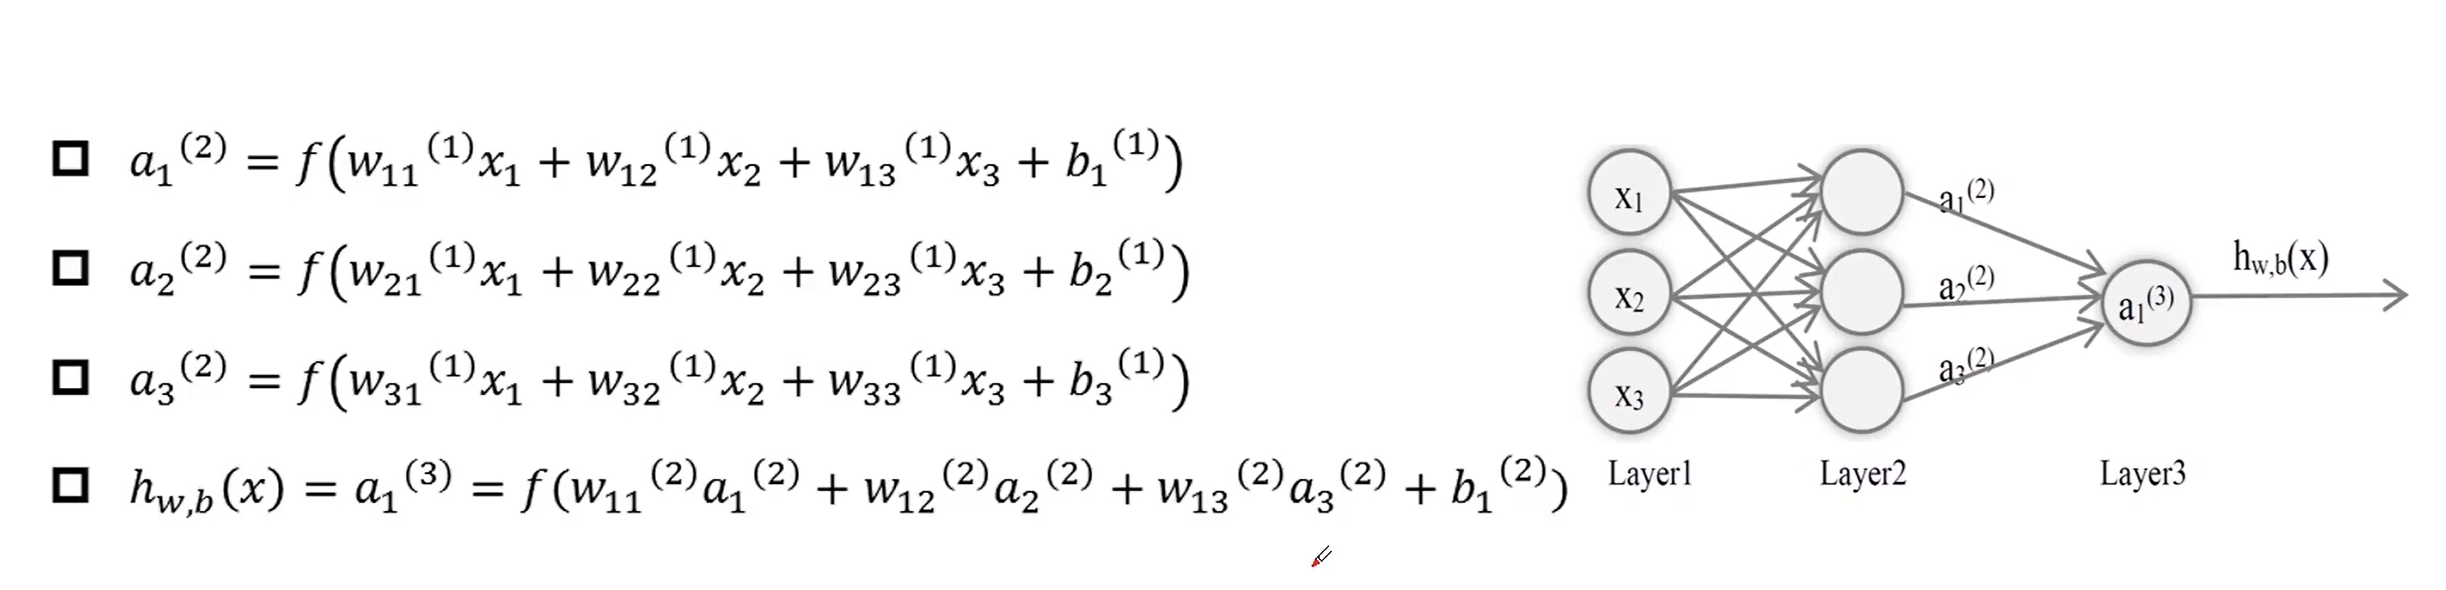 a₁⁽²⁾ = f(w₁₁⁽¹⁾x₁ + w₁₂⁽¹⁾x₂ + w₁₃⁽¹⁾x₃ + b₁⁽¹⁾)
a₂⁽²⁾ = f(w₂₁⁽¹⁾x₁ + w₂₂⁽¹⁾x₂ + w₂₃⁽¹⁾x₃ + b₂⁽¹⁾)
a₃⁽²⁾ = f(w₃₁⁽¹⁾x₁ + w₃₂⁽¹⁾x₂ + w₃₃⁽¹⁾x₃ + b₃⁽¹⁾)
h_{w,b}(x) = a₁⁽³⁾ = f(w₁₁⁽²⁾a₁⁽²⁾ + w₁₂⁽²⁾a₂⁽²⁾ + w₁₃⁽²⁾a₃⁽²⁾ + b₁⁽²⁾)
x₁
x₂
x₃
a₁⁽²⁾
a₂⁽²⁾
a₃⁽²⁾
a₁⁽³⁾
h_{w,b}(x)
Layer1 Layer2 Layer3